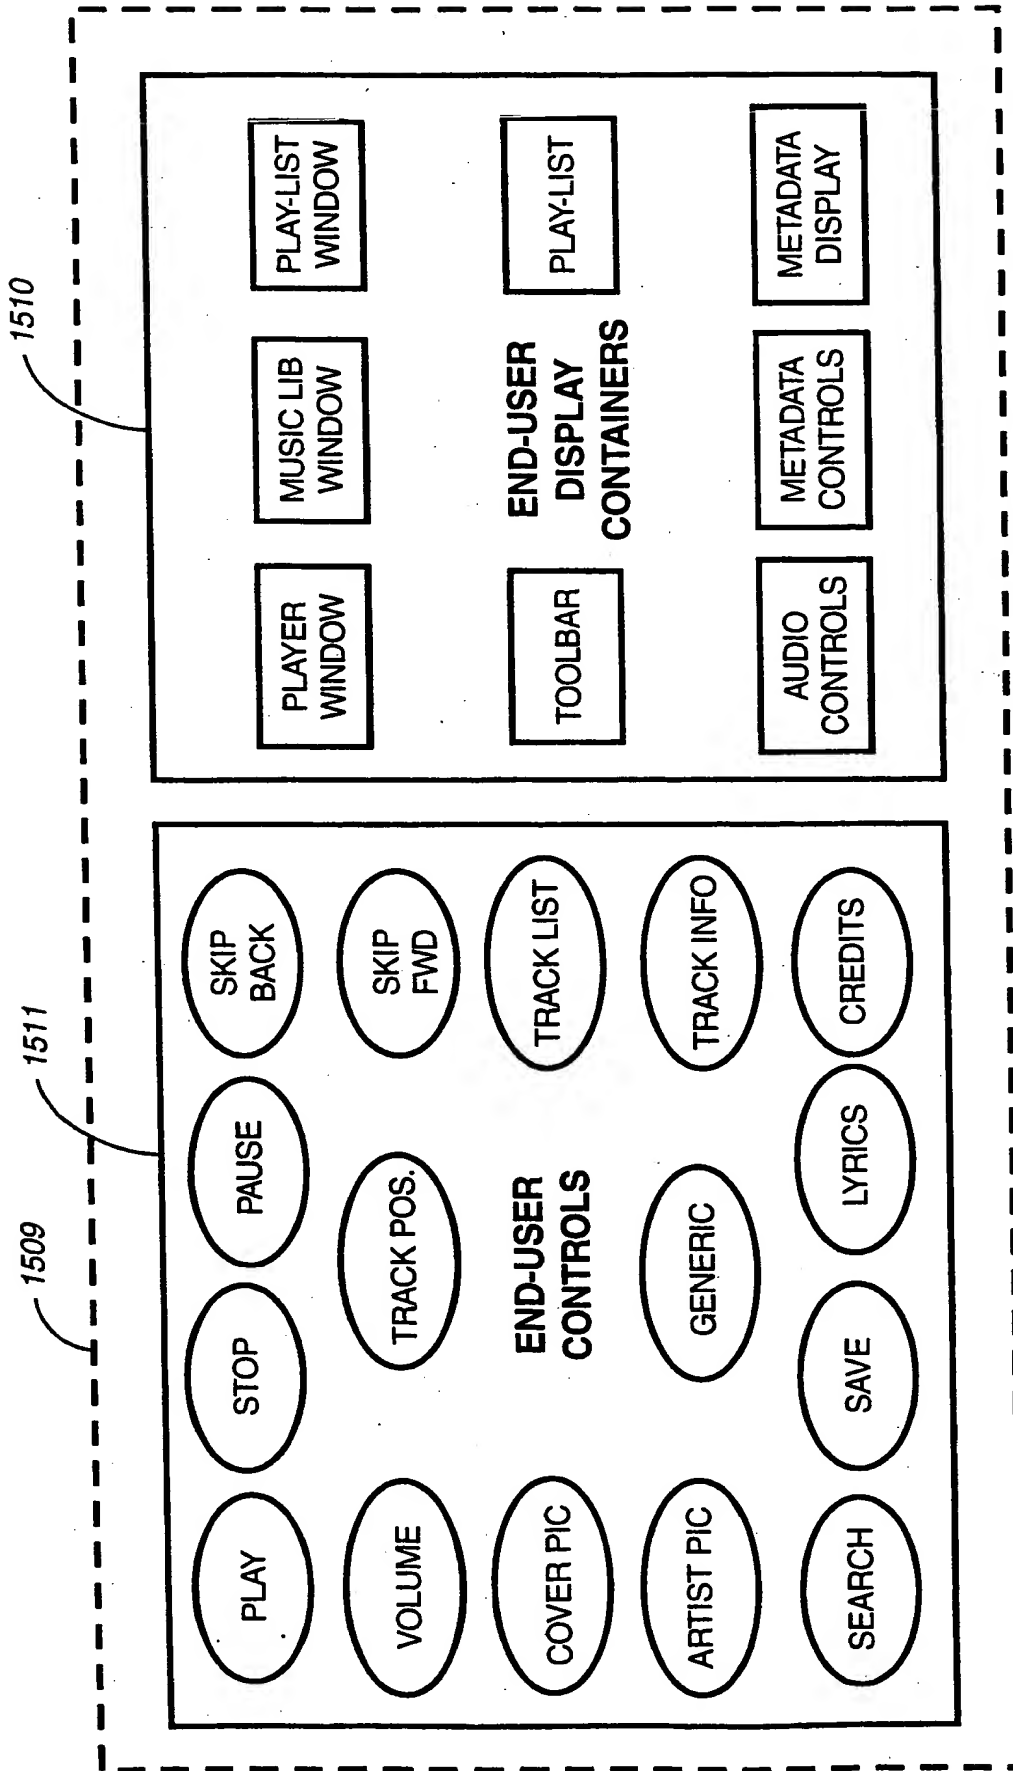 1509
1511
1510
PLAY
STOP
PAUSE
SKIP
BACK
VOLUME
TRACK POS.
SKIP
FWD
COVER PIC
END-USER
CONTROLS
TRACK LIST
ARTIST PIC
GENERIC
TRACK INFO
SEARCH
SAVE
LYRICS
CREDITS
PLAYER
WINDOW
MUSIC LIB
WINDOW
PLAY-LIST
WINDOW
TOOLBAR
END-USER
DISPLAY
CONTAINERS
PLAY-LIST
AUDIO
CONTROLS
METADATA
CONTROLS
METADATA
DISPLAY